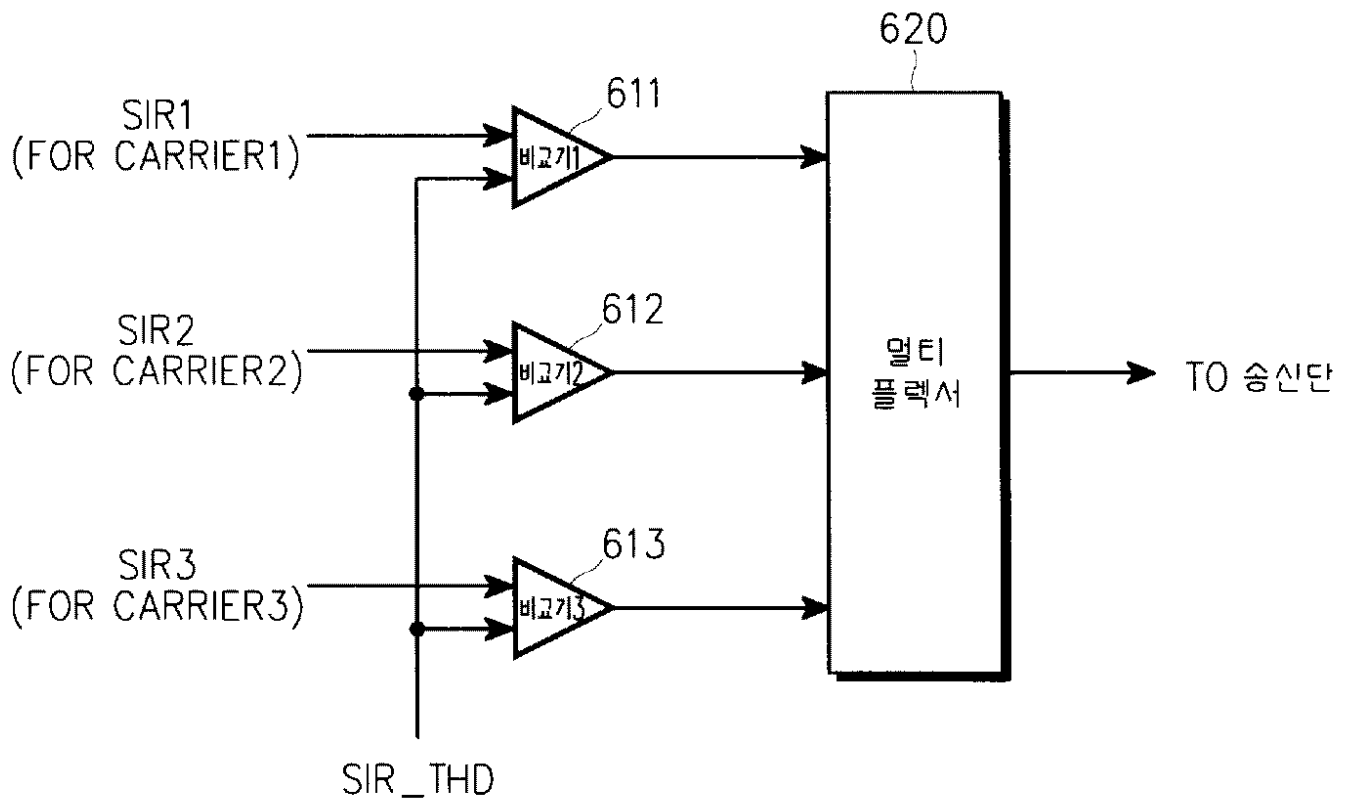 620
SIR1
(FOR CARRIER1)
611
비교기1
SIR2
(FOR CARRIER2)
612
비교기2
멀티
플렉서
TO 송신단
SIR3
(FOR CARRIER3)
613
비교기3
SIR_THD